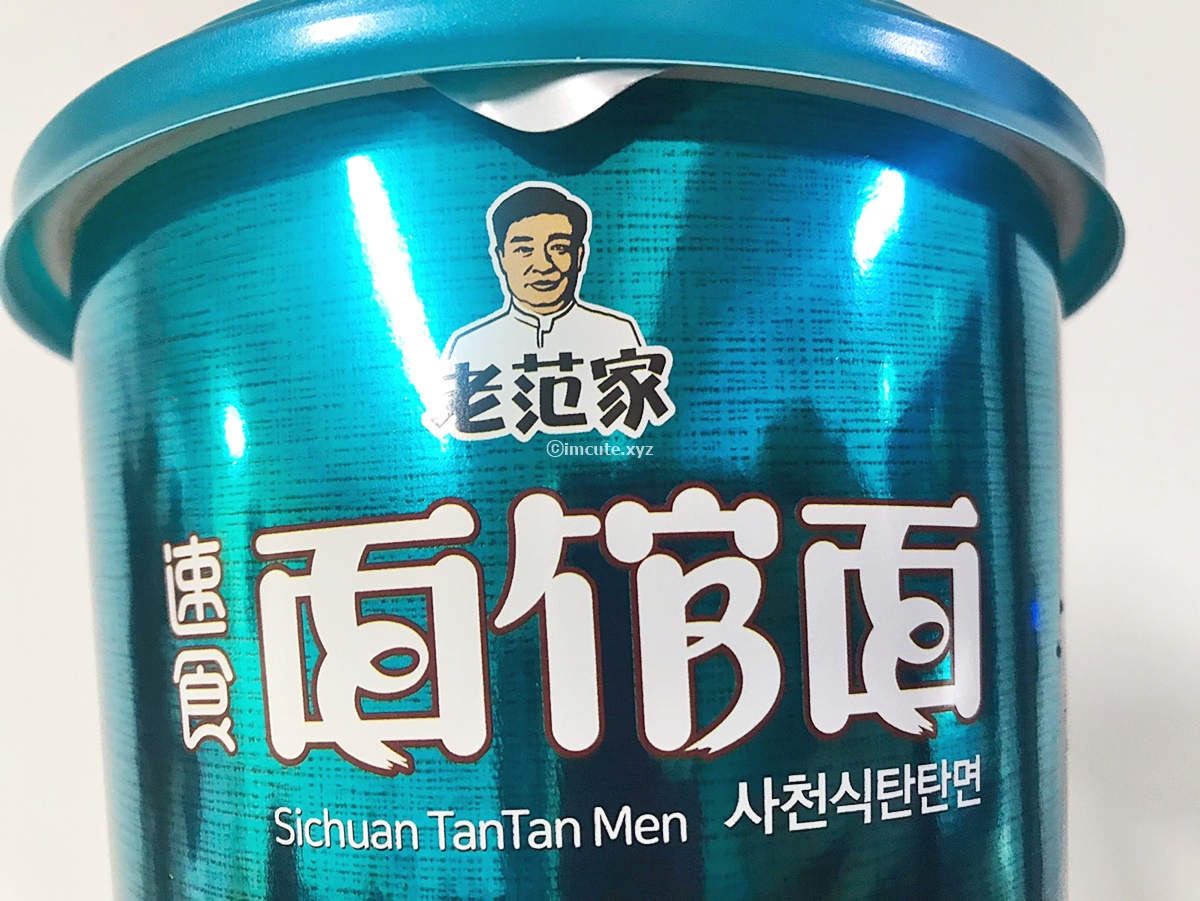 老范家
©imcute.xyz
速食
面馆面
Sichuan TanTan Men
사천식탄탄면